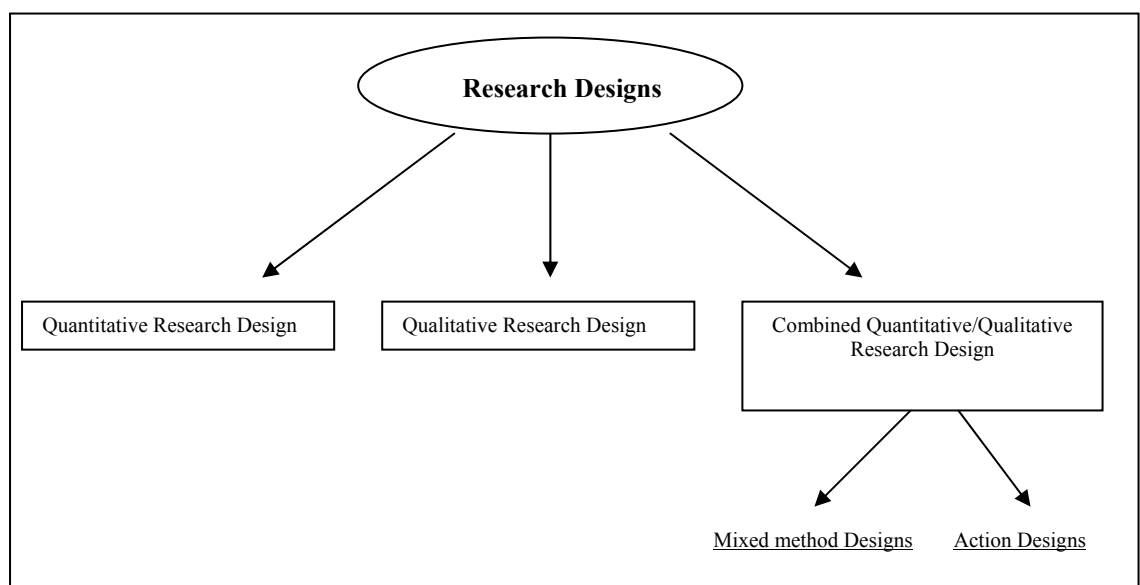 Research Designs
Quantitative Research Design
Qualitative Research Design
Combined Quantitative/Qualitative
Research Design
Mixed method Designs
Action Designs